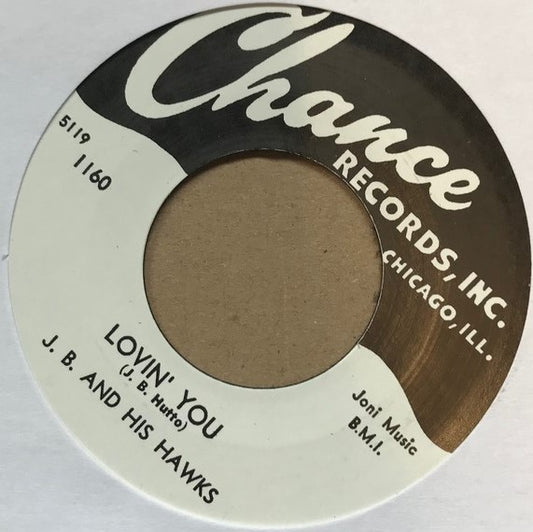 Chance
RECORDS, INC.
CHICAGO, ILL.
5119
1160
LOVIN' YOU
(J. B. Hutto)
J. B. AND HIS HAWKS
Joni Music
B.M.I.